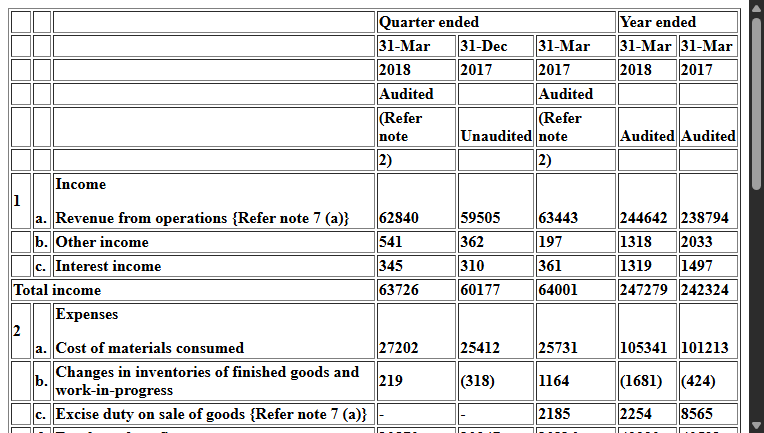 Quarter ended Year ended
31-Mar 31-Dec 31-Mar 31-Mar 31-Mar
2018 2017 2017 2018 2017
Audited Audited
(Refer (Refer
note Unaudited note Audited Audited
2) 2)
Income
1
a. Revenue from operations {Refer note 7 (a)} 62840 59505 63443 244642 238794
b. Other income 541 362 197 1318 2033
c. Interest income 345 310 361 1319 1497
Total income 63726 60177 64001 247279 242324
Expenses
2
a. Cost of materials consumed 27202 25412 25731 105341 101213
b. Changes in inventories of finished goods and 219 (318) 1164 (1681) (424)
work-in-progress
c. Excise duty on sale of goods {Refer note 7 (a)} - - 2185 2254 8565